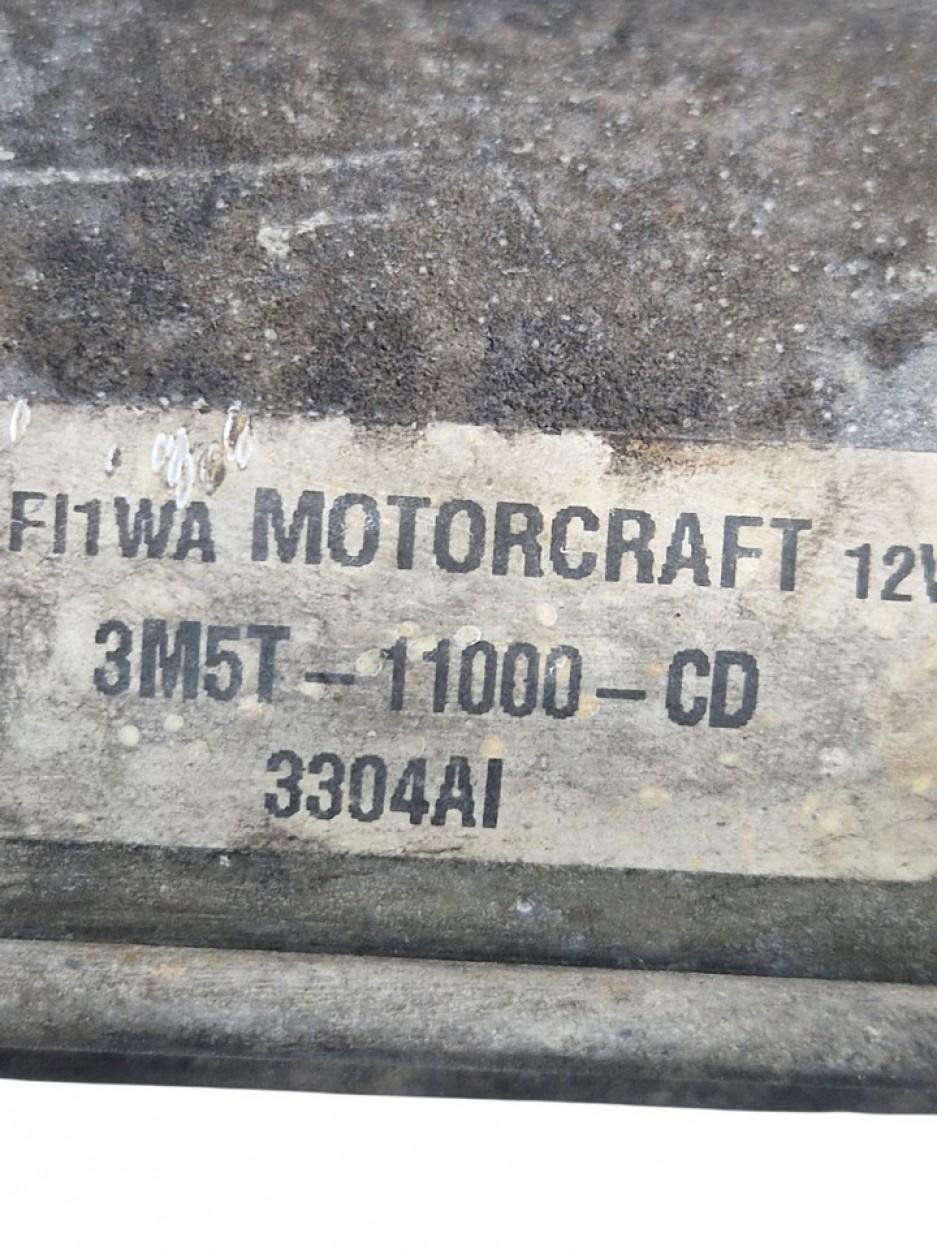 FI1WA MOTORCRAFT 12V
3M5T-11000-CD
3304AI